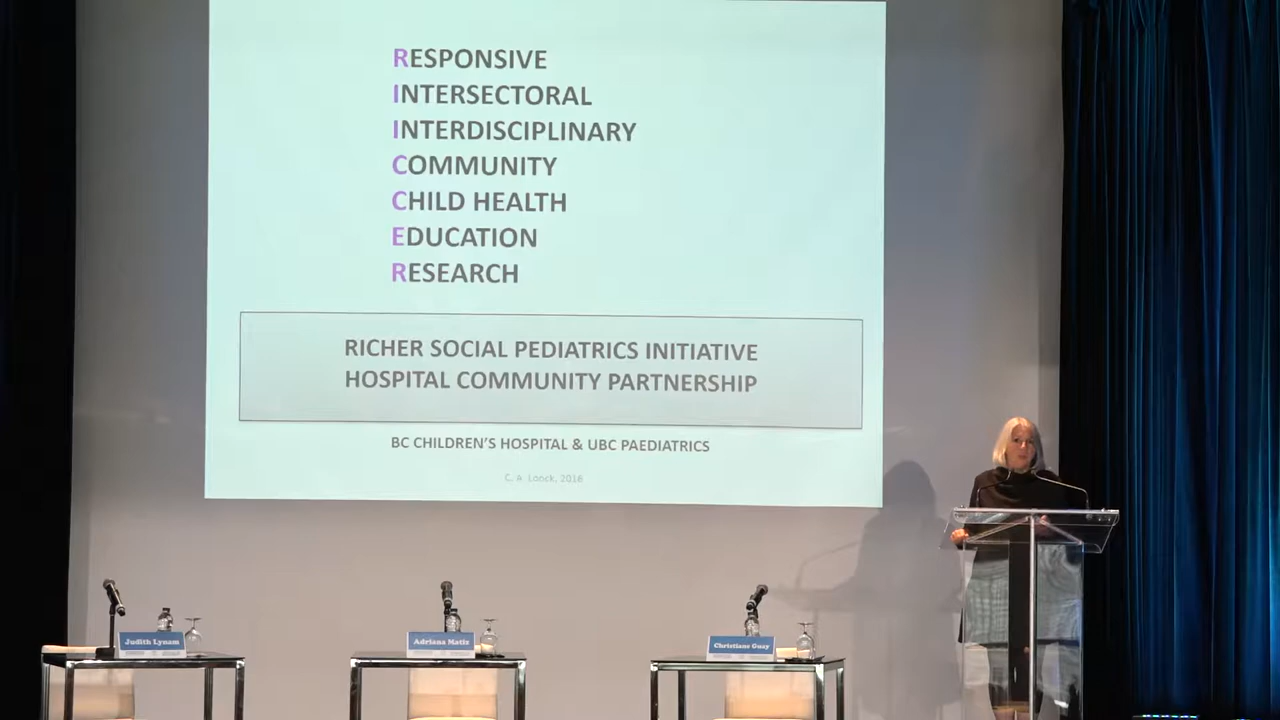 RESPONSIVE
INTERSECTORAL
INTERDISCIPLINARY
COMMUNITY
CHILD HEALTH
EDUCATION
RESEARCH
RICHER SOCIAL PEDIATRICS INITIATIVE
HOSPITAL COMMUNITY PARTNERSHIP
BC CHILDREN'S HOSPITAL & UBC PAEDIATRICS
C. A Loock, 2016
Judith Lynam
Adriana Matiz
Christiane Guay